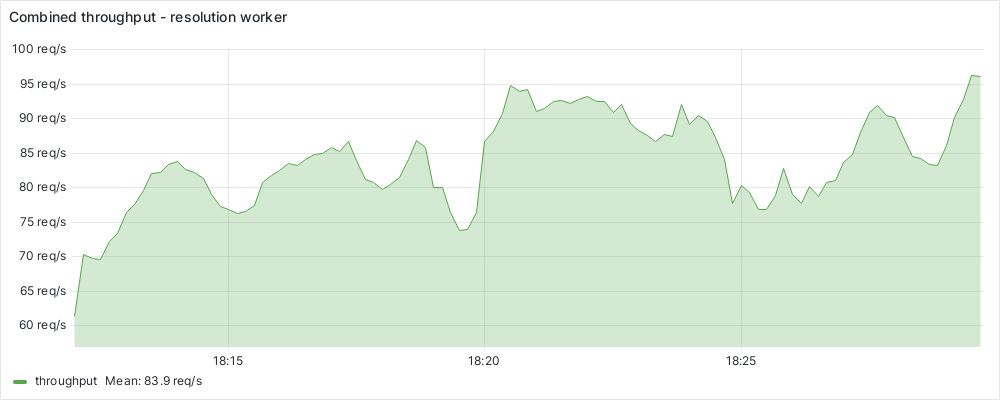 Combined throughput - resolution worker
100 req/s
95 req/s
90 req/s
85 req/s
80 req/s
75 req/s
70 req/s
65 req/s
60 req/s
18:15 18:20 18:25
throughput Mean: 83.9 req/s